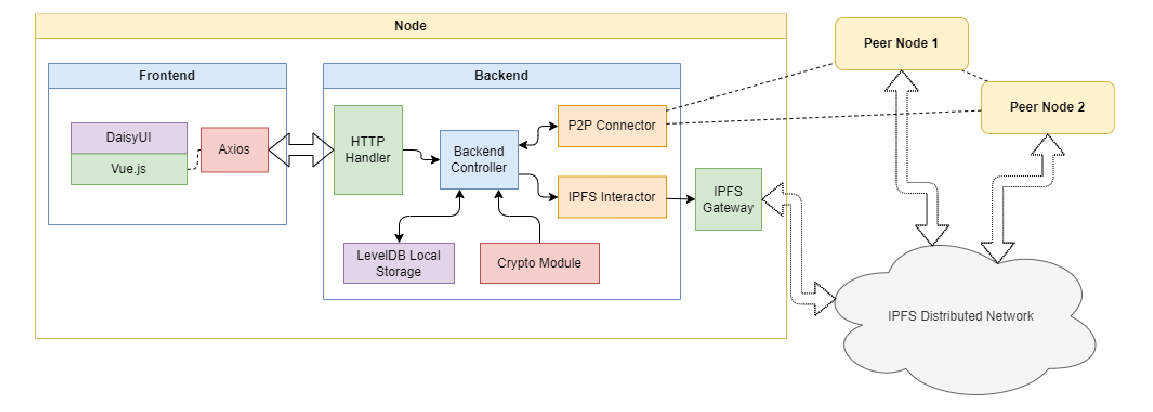 Node
Peer Node 1
Frontend
Backend
Peer Node 2
DaisyUI
Vue.js
Axios
HTTP
Handler
Backend
Controller
P2P Connector
IPFS Interactor
IPFS
Gateway
LevelDB Local
Storage
Crypto Module
IPFS Distributed Network